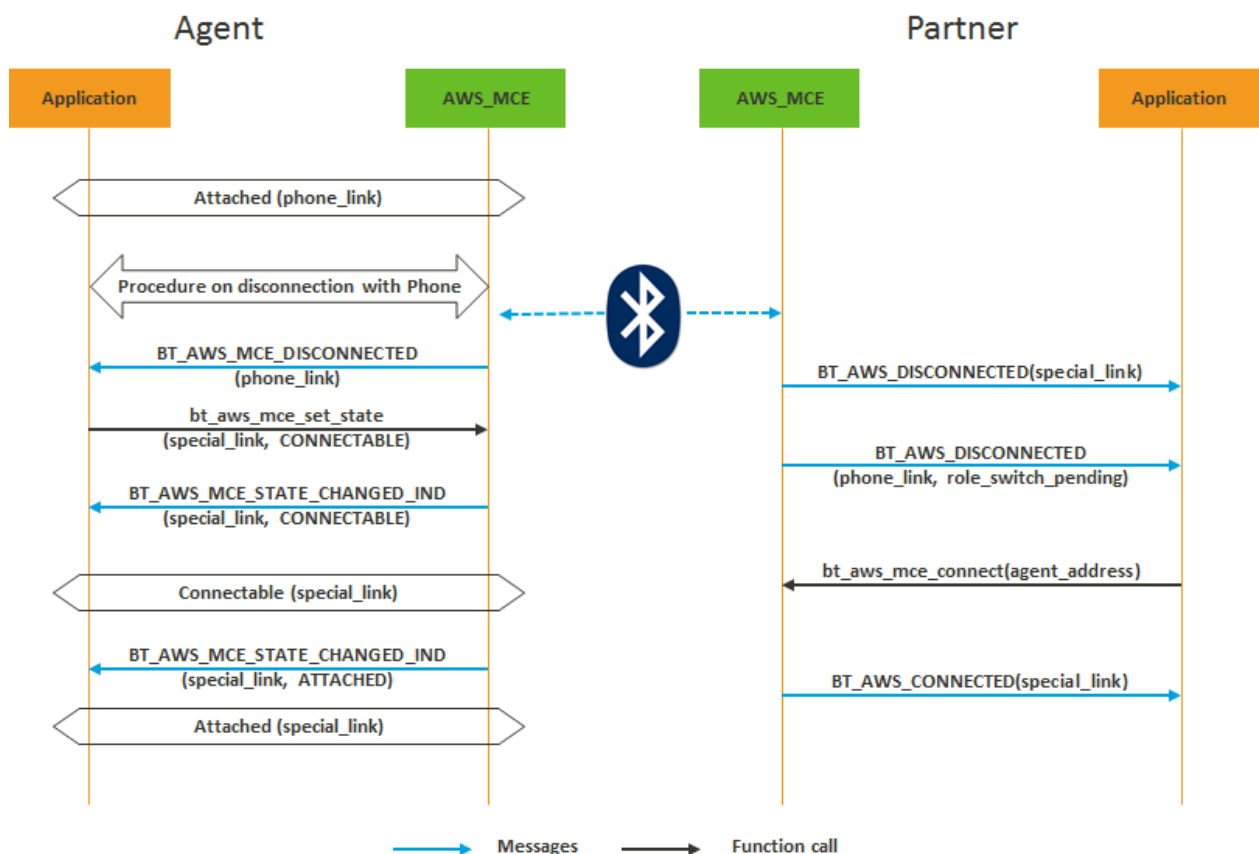 Agent
Partner
Application
AWS_MCE
AWS_MCE
Application
Attached (phone_link)
Procedure on disconnection with Phone
BT_AWS_MCE_DISCONNECTED
(phone_link)
BT_AWS_DISCONNECTED(special_link)
bt_aws_mce_set_state
(special_link, CONNECTABLE)
BT_AWS_DISCONNECTED
(phone_link, role_switch_pending)
BT_AWS_MCE_STATE_CHANGED_IND
(special_link, CONNECTABLE)
bt_aws_mce_connect(agent_address)
Connectable (special_link)
BT_AWS_MCE_STATE_CHANGED_IND
(special_link, ATTACHED)
BT_AWS_CONNECTED(special_link)
Attached (special_link)
Messages
Function call